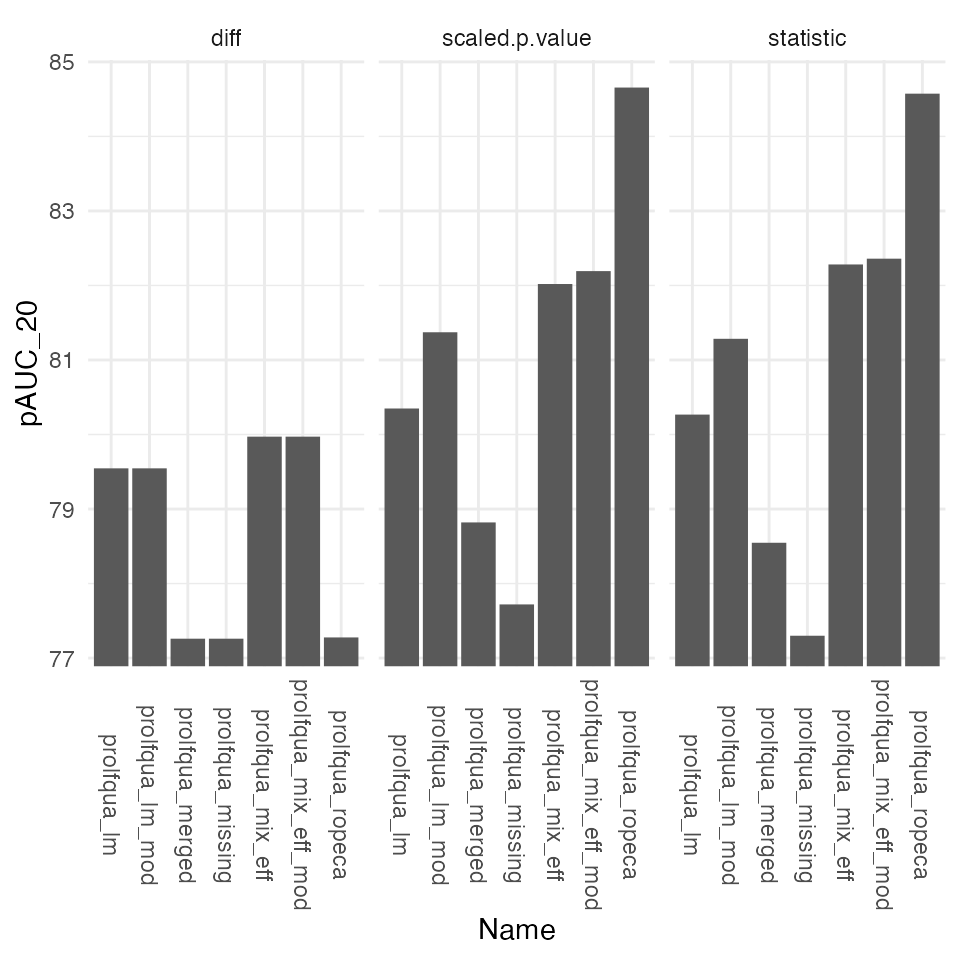 diff
scaled.p.value
statistic
pAUC_20
85
83
81
79
77
prolfqua_lm
prolfqua_lm_mod
prolfqua_merged
prolfqua_missing
prolfqua_mix_eff
prolfqua_mix_eff_mod
prolfqua_ropeca
prolfqua_lm
prolfqua_lm_mod
prolfqua_merged
prolfqua_missing
prolfqua_mix_eff
prolfqua_mix_eff_mod
prolfqua_ropeca
prolfqua_lm
prolfqua_lm_mod
prolfqua_merged
prolfqua_missing
prolfqua_mix_eff
prolfqua_mix_eff_mod
prolfqua_ropeca
Name